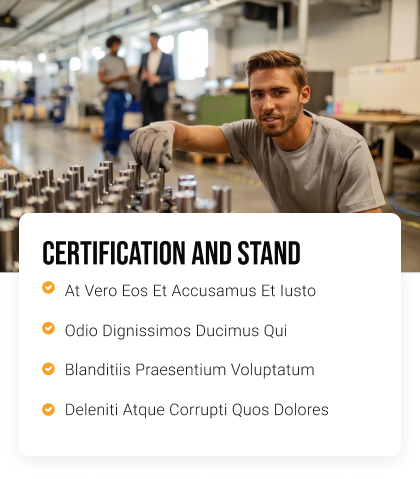 CERTIFICATION AND STAND
At Vero Eos Et Accusamus Et Iusto
Odio Dignissimos Ducimus Qui
Blanditiis Praesentium Voluptatum
Deleniti Atque Corrupti Quos Dolores